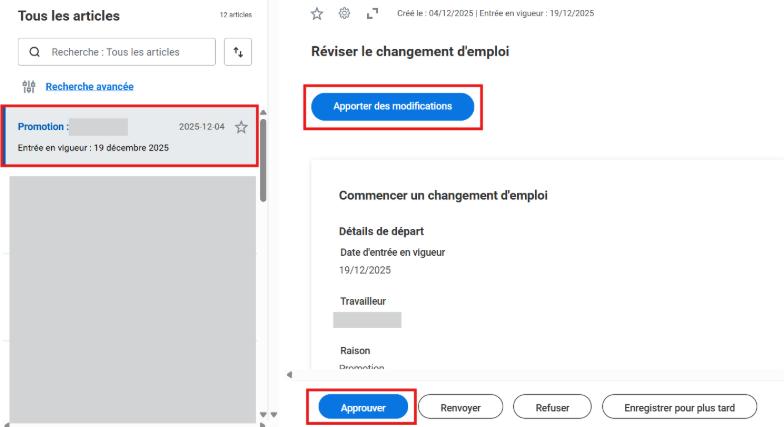 Tous les articles
12 articles
Recherche : Tous les articles
Recherche avancée
Promotion :
2025-12-04
Entrée en vigueur : 19 décembre 2025
Créé le : 04/12/2025 | Entrée en vigueur : 19/12/2025
Réviser le changement d'emploi
Apporter des modifications
Commencer un changement d'emploi
Détails de départ
Date d'entrée en vigueur
19/12/2025
Travailleur
Raison
Promotion
Approuver
Renvoyer
Refuser
Enregistrer pour plus tard